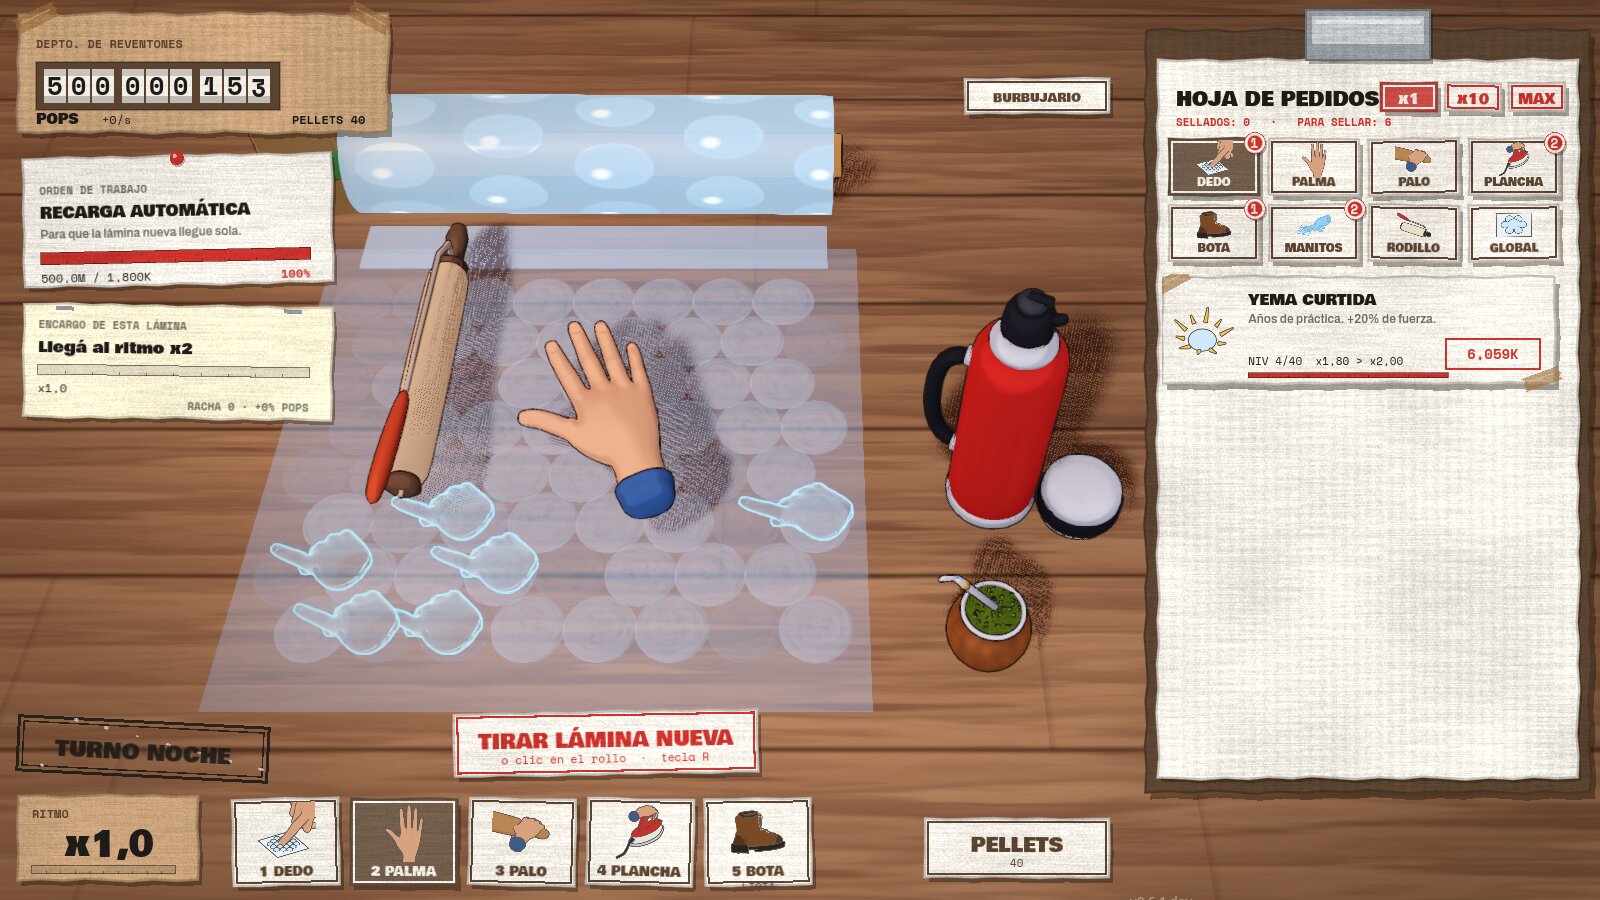 DEPTO. DE REVENTONES
500 000 153
POPS +0/s PELLETS 40
ORDEN DE TRABAJO
RECARGA AUTOMÁTICA
Para que la lámina nueva llegue sola.
500.0M / 1.800K 100%
ENCARGO DE ESTA LÁMINA
Llegá al ritmo x2
x1,0
RACHA 0 · +0% POPS
BURBUJARIO
HOJA DE PEDIDOS x1 x10 MAX
SELLADOS: 0 · PARA SELLAR: 6
1 2
DEDO PALMA PALO PLANCHA
1 2
BOTA MANITOS RODILLO GLOBAL
YEMA CURTIDA
Años de práctica. +20% de fuerza.
NIV 4/40 x1,80 > x2,00 6.059K
TURNO NOCHE
TIRAR LÁMINA NUEVA
o clic en el rollo · tecla R
RITMO
x1,0
1 DEDO 2 PALMA 3 PALO 4 PLANCHA 5 BOTA
PELLETS
40